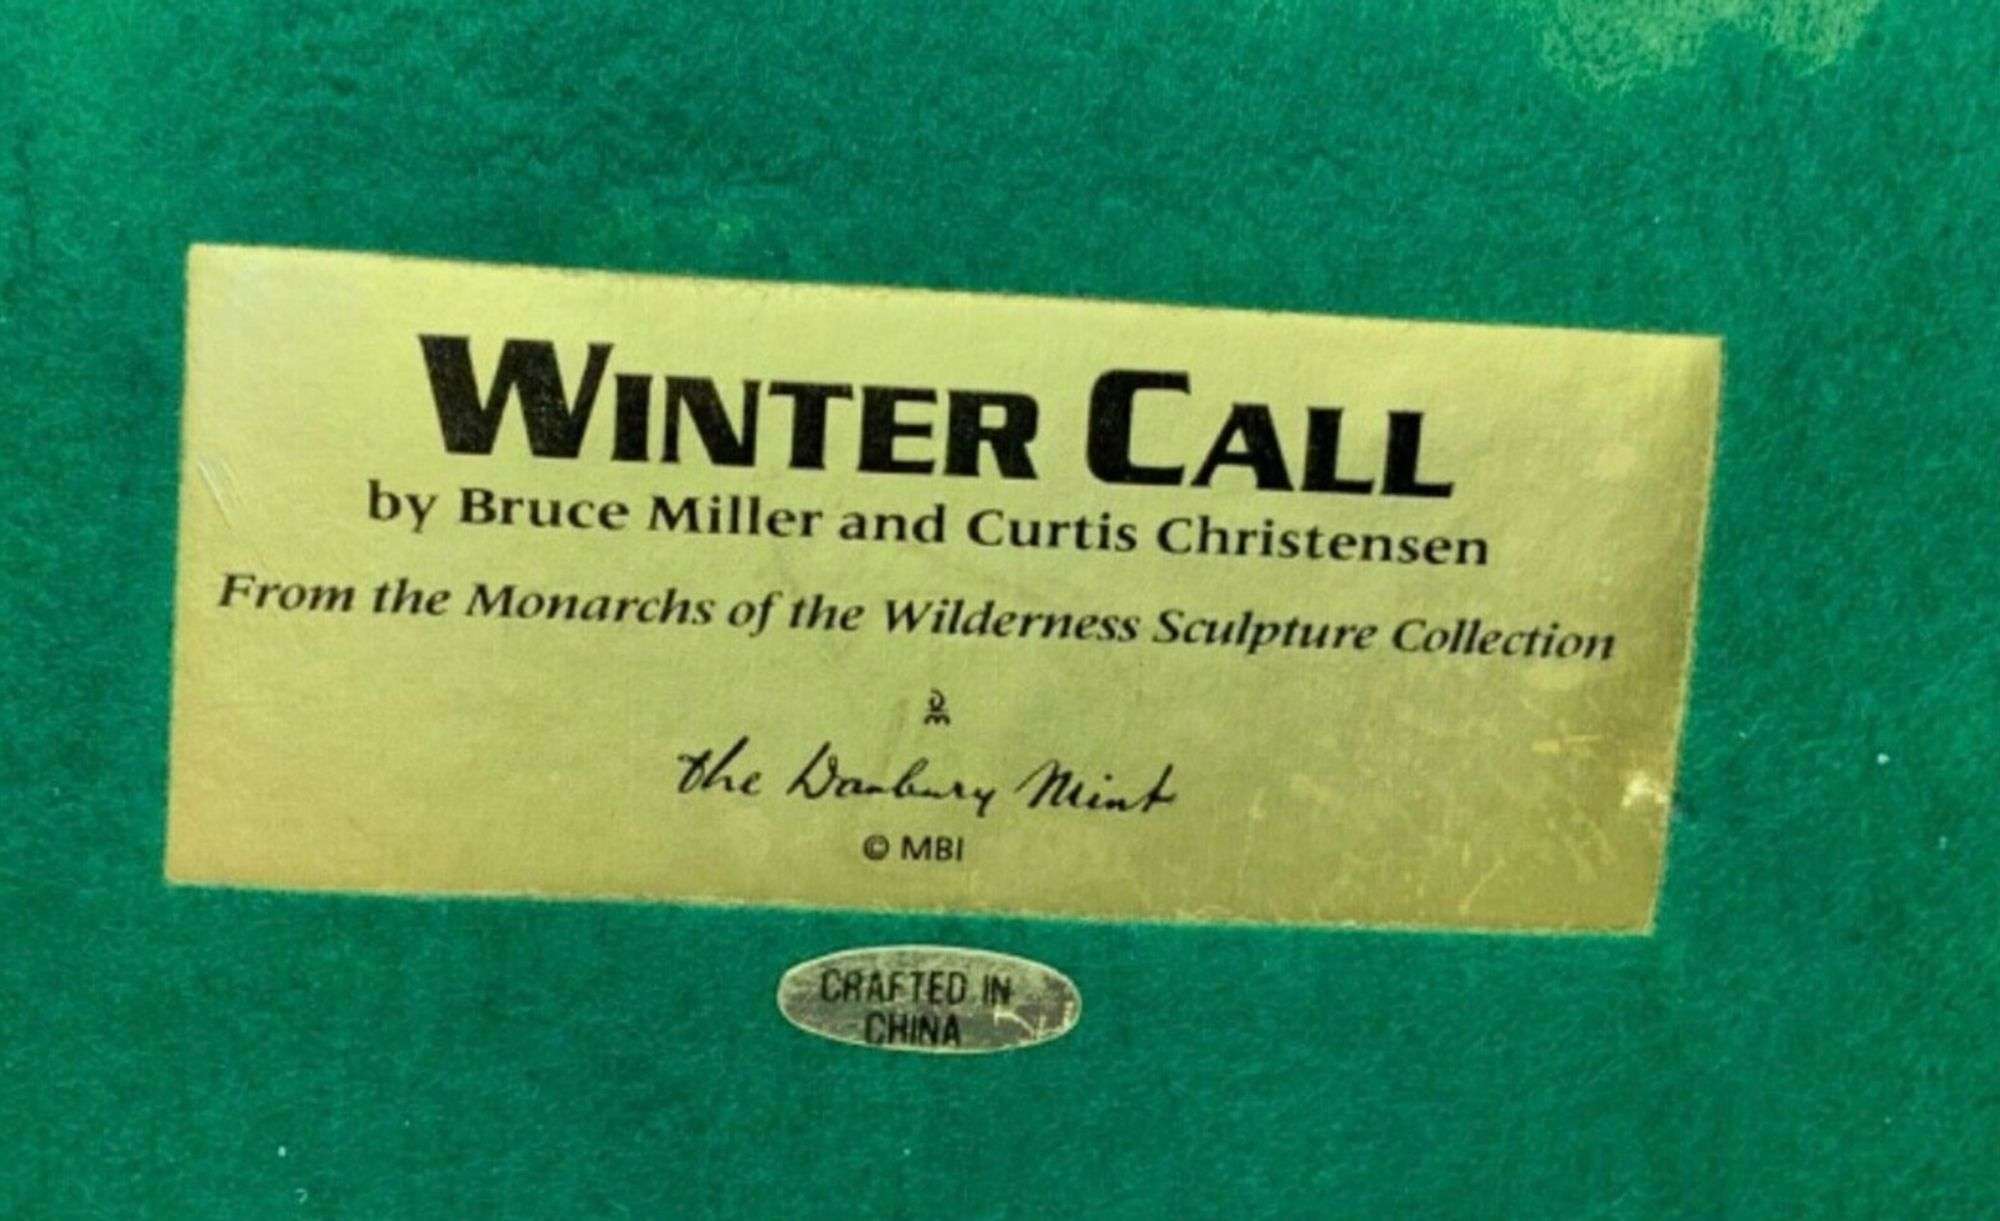 WINTER CALL
by Bruce Miller and Curtis Christensen
From the Monarchs of the Wilderness Sculpture Collection
DM
the Danbury Mint
© MBI
CRAFTED IN
CHINA